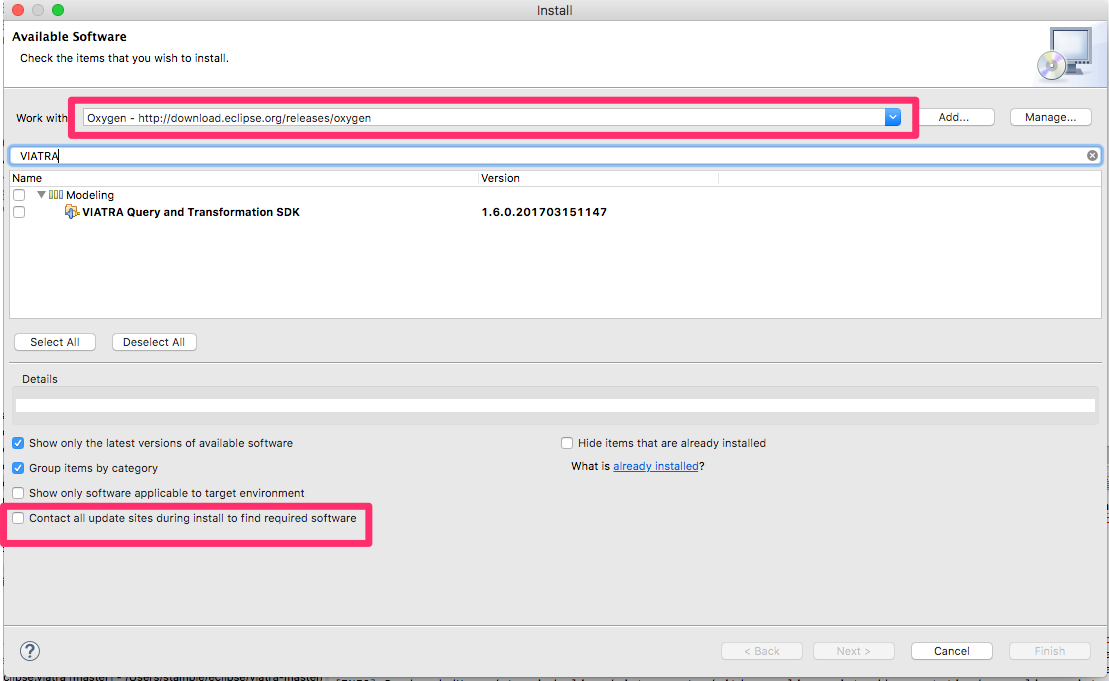 Install
Available Software
Check the items that you wish to install.
Work with
Oxygen - http://download.eclipse.org/releases/oxygen
Add...
Manage...
VIATRA
Name
Version
Modeling
VIATRA Query and Transformation SDK
1.6.0.201703151147
Select All
Deselect All
Details
Show only the latest versions of available software
Hide items that are already installed
Group items by category
What is already installed?
Show only software applicable to target environment
Contact all update sites during install to find required software
?
< Back
Next >
Cancel
Finish